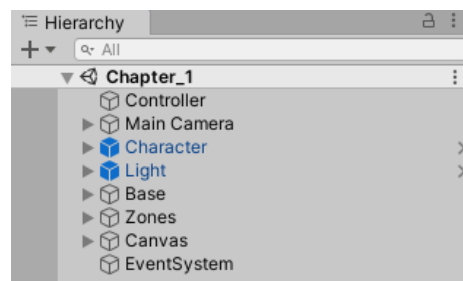 Hierarchy
All
Chapter_1
Controller
Main Camera
Character
Light
Base
Zones
Canvas
EventSystem